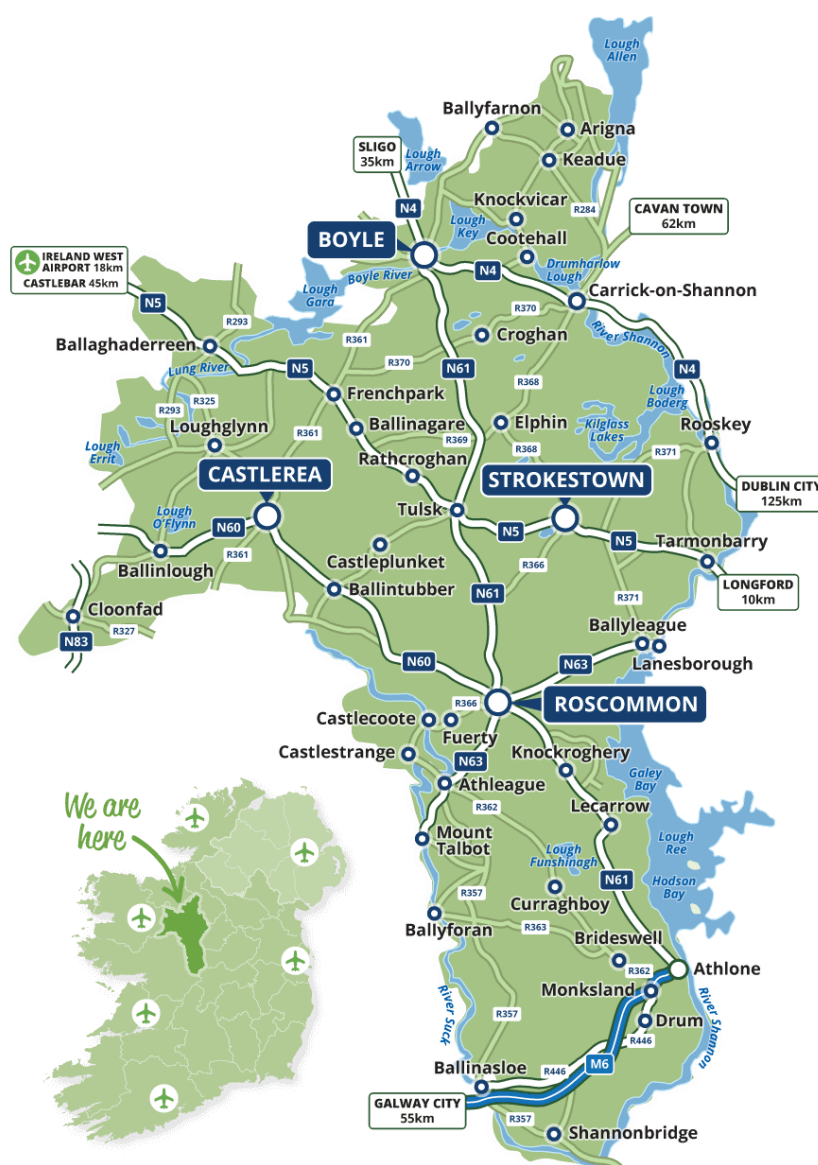 Lough
Allen
Ballyfarnon
Arigna
SLIGO
35km
Lough
Arrow
Keadue
Knockvicar
R284
CAVAN TOWN
62km
N4
Lough
Key
BOYLE
Cootehall
Drumharlow
Lough
IRELAND WEST
AIRPORT 18km
CASTLEBAR 45km
Boyle River
N4
Carrick-on-Shannon
Lough
Gara
N5
R293
R370
River Shannon
Ballaghaderreen
R361
Croghan
Lung River
N5
R370
N61
R368
N4
Frenchpark
Lough
Boderg
R293
R325
Loughglynn
R361
Ballinagare
R369
Elphin
Kilglass
Lakes
Rooskey
Lough
Errit
R368
R371
Rathcroghan
CASTLEREA
STROKESTOWN
DUBLIN CITY
125km
Lough
O'Flynn
N60
Tulsk
N5
N5
Tarmonbarry
Ballinlough
R361
Castleplunket
R366
LONGFORD
10km
Ballintubber
N61
R371
Cloonfad
R327
N83
Ballyleague
N60
N63
Lanesborough
ROSCOMMON
R366
Castlecoote
Fuerty
Castlestrange
N63
Knockroghery
Galey
Bay
Athleague
R362
Lecarrow
We are
here
Mount
Talbot
Lough
Funshinagh
Lough
Ree
N61
Hodson
Bay
R357
Curraghboy
Ballyforan
R363
Brideswell
R362
Athlone
Monksland
River Suck
R357
Drum
River Shannon
R446
Ballinasloe
R446
M6
GALWAY CITY
55km
R357
Shannonbridge